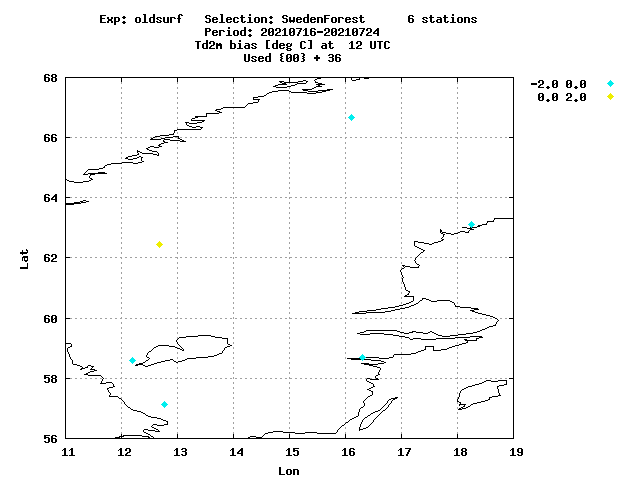 Exp: oldsurf   Selection: SwedenForest      6 stations
Period: 20210716-20210724
Td2m bias [deg C] at  12 UTC
Used {00} + 36
-2.0 0.0
0.0 2.0
68
66
64
62
60
58
56
Lat
11 12 13 14 15 16 17 18 19
Lon